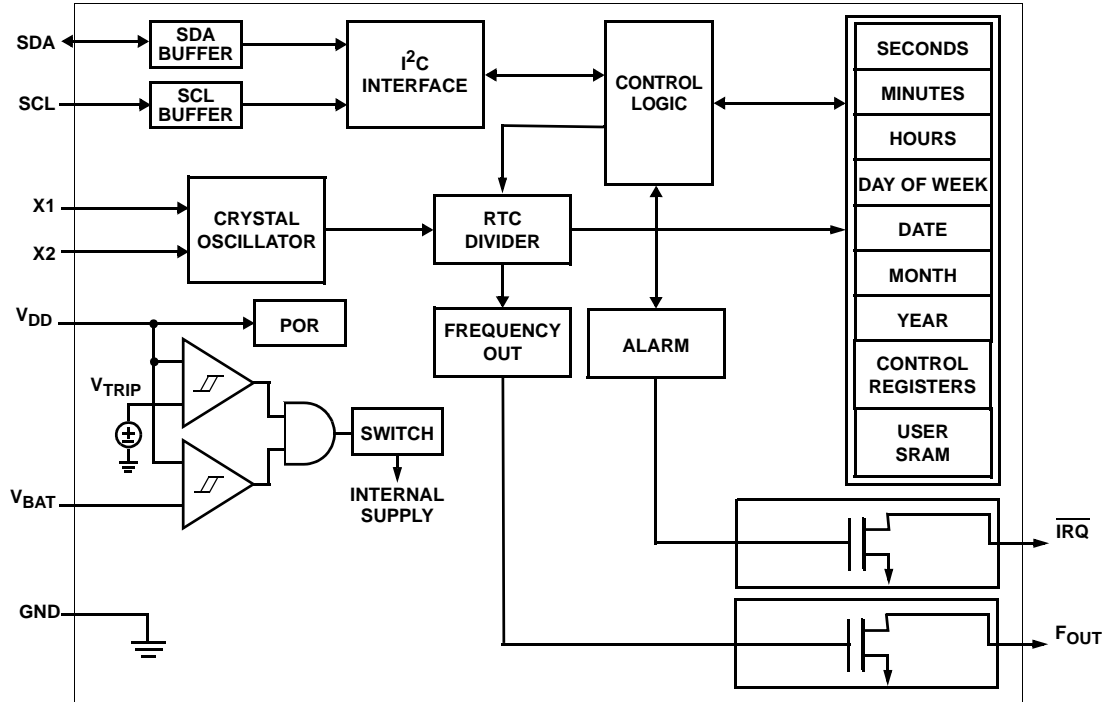 SDA
SDA
BUFFER
I²C
INTERFACE
CONTROL
LOGIC
SECONDS
MINUTES
HOURS
DAY OF WEEK
DATE
MONTH
YEAR
CONTROL
REGISTERS
USER
SRAM
SCL
SCL
BUFFER
X1
X2
CRYSTAL
OSCILLATOR
RTC
DIVIDER
VDD
POR
FREQUENCY
OUT
ALARM
VTRIP
±
SWITCH
INTERNAL
SUPPLY
VBAT
IRQ
GND
FOUT